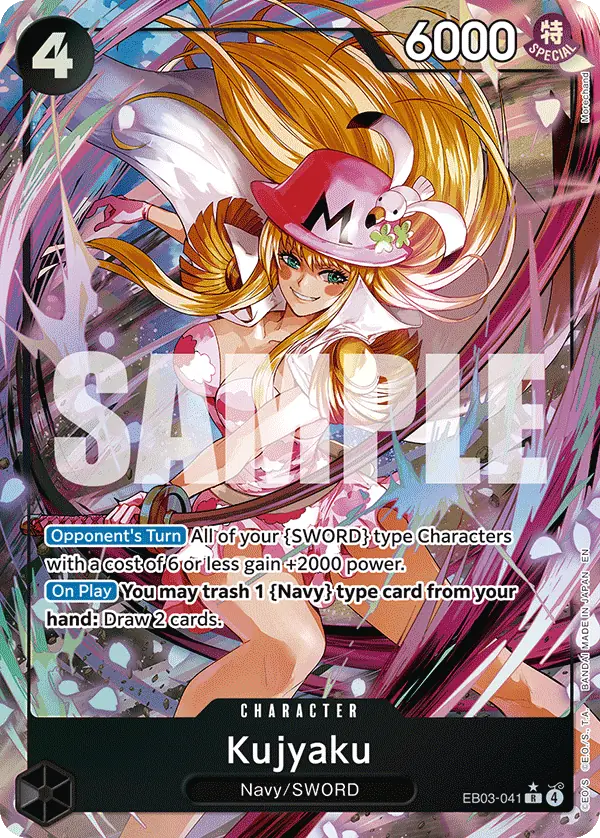 4
6000
特
SPECIAL
Morechand
M
SAMPLE
Opponent's Turn All of your {SWORD} type Characters
with a cost of 6 or less gain +2000 power.
On Play You may trash 1 {Navy} type card from your
hand: Draw 2 cards.
CHARACTER
Kujyaku
Navy/SWORD
EB03-041 R 4
©E.O/S. ©E.O./S., T.A. BANDAI MADE IN JAPAN. EN